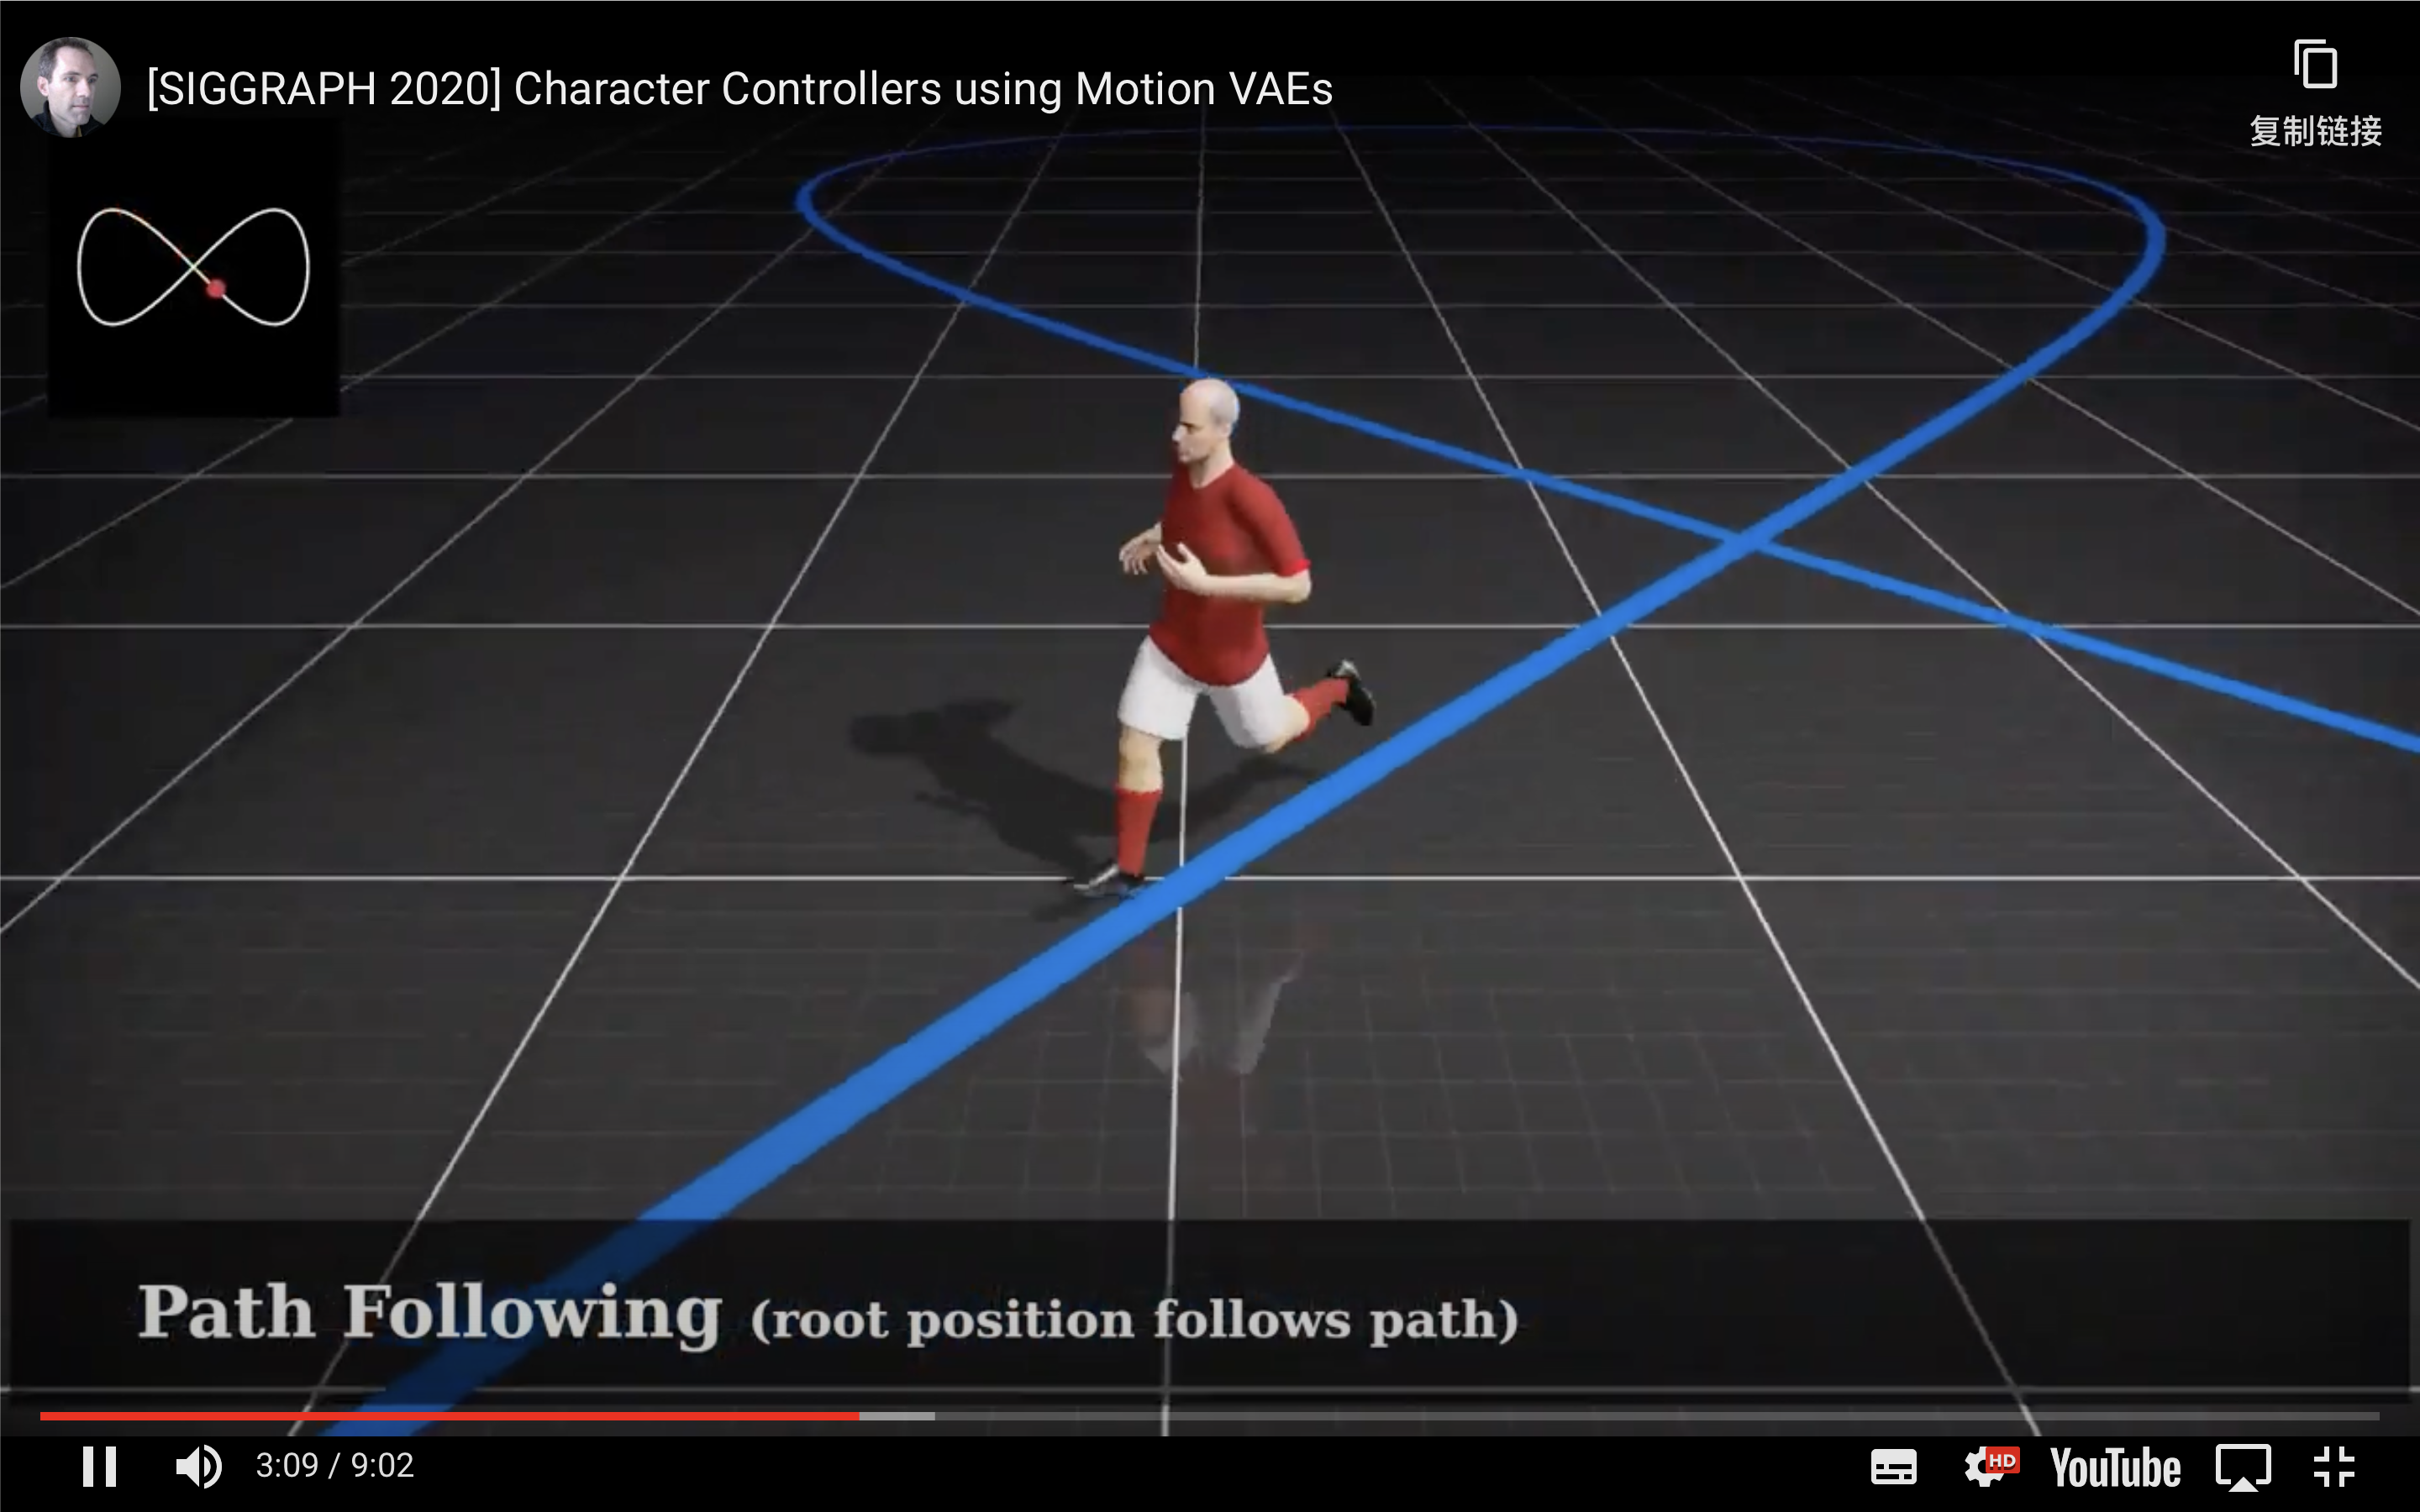 [SIGGRAPH 2020] Character Controllers using Motion VAEs
复制链接
Path Following (root position follows path)
3:09 / 9:02
HD
YouTube